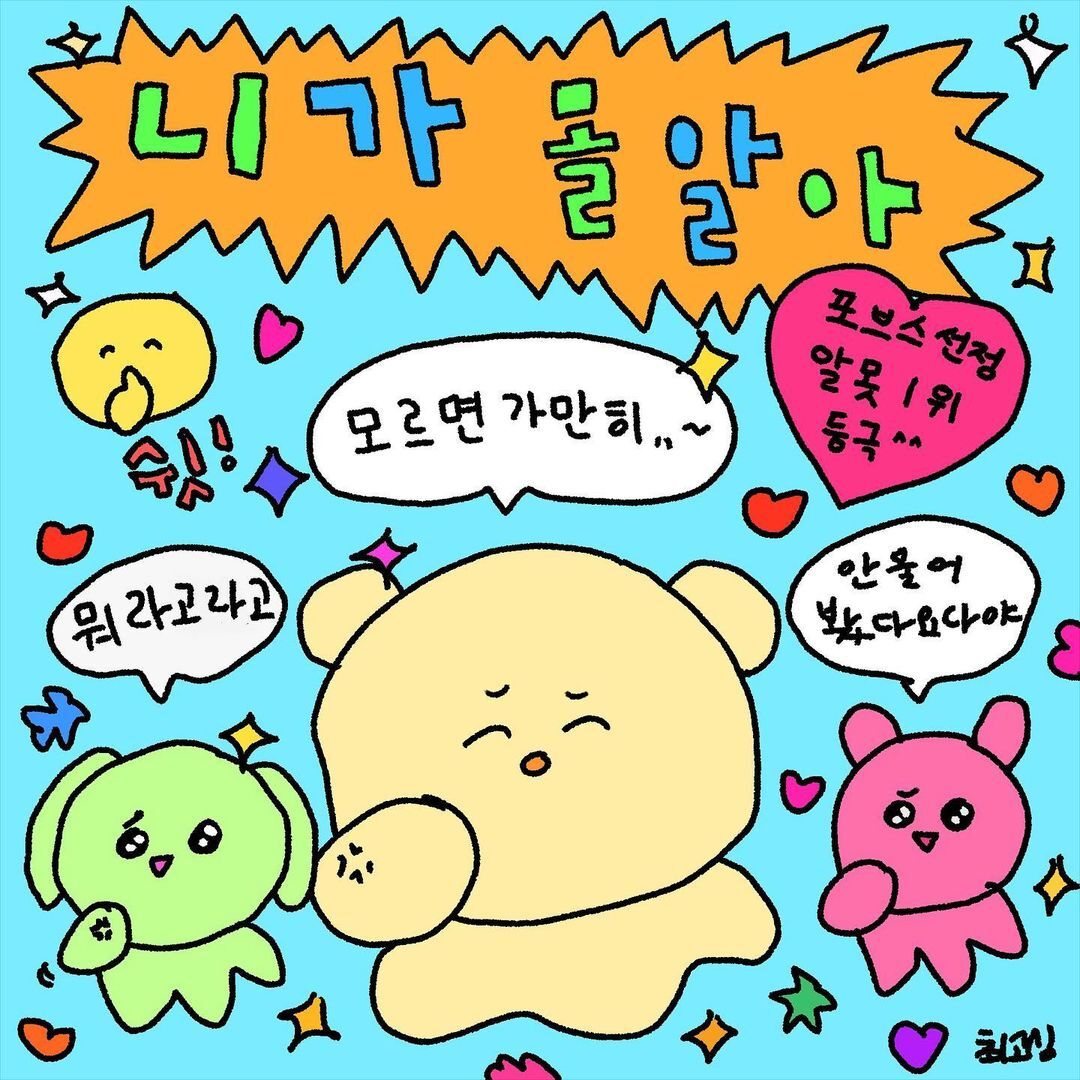 니가 몰 알아
포브스 선정
알못 1위
등극^^
모르면 가만히,,~
쉿!
뭐라고라고
안물어
봤다요다야
최고심